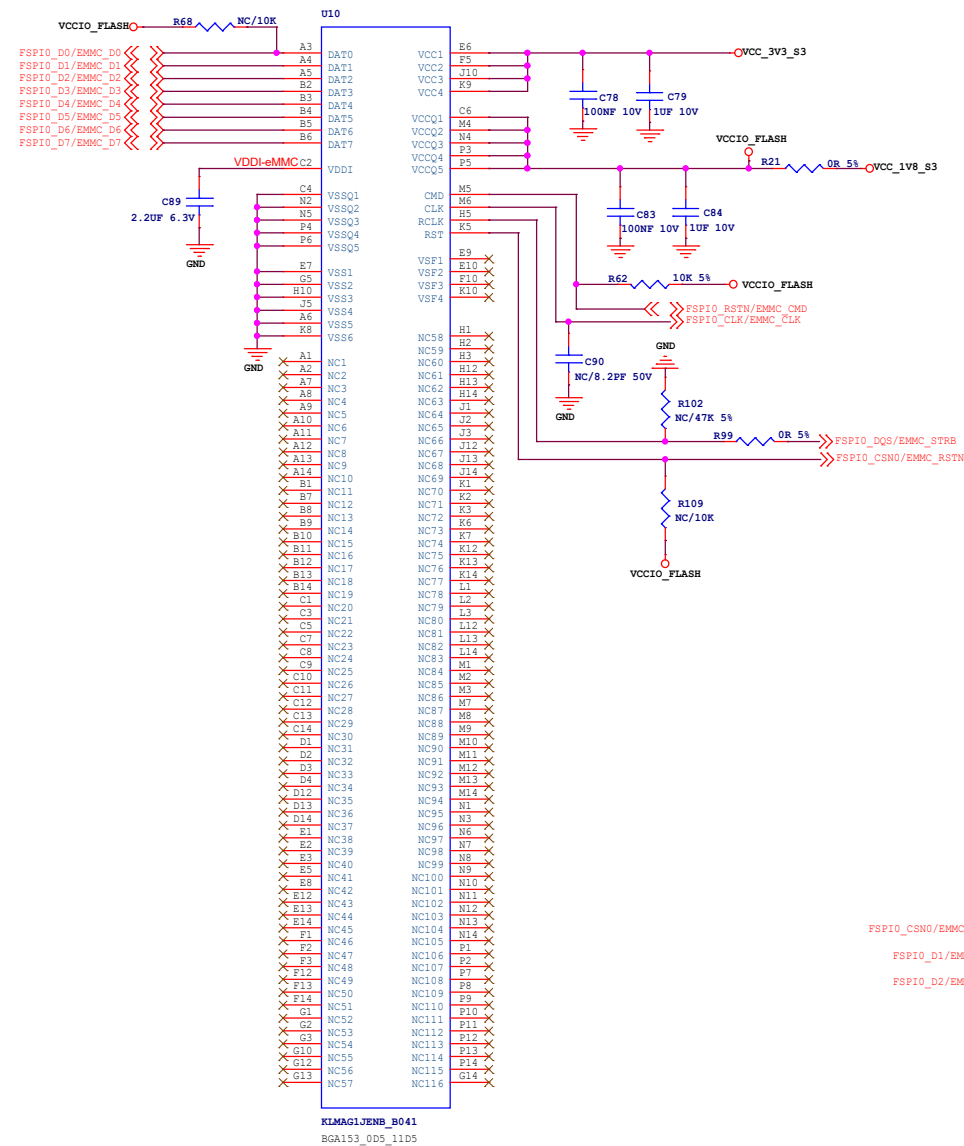 U10
VCCIO_FLASH
R68
NC/10K
FSPI0_D0/EMMC_D0
FSPI0_D1/EMMC_D1
FSPI0_D2/EMMC_D2
FSPI0_D3/EMMC_D3
FSPI0_D4/EMMC_D4
FSPI0_D5/EMMC_D5
FSPI0_D6/EMMC_D6
FSPI0_D7/EMMC_D7
A3 DAT0
A4 DAT1
A5 DAT2
B2 DAT3
B3 DAT4
B4 DAT5
B5 DAT6
B6 DAT7
VDDI-eMMC C2 VDDI
C89
2.2UF 6.3V
GND
C4 VSSQ1
N2 VSSQ2
N5 VSSQ3
P4 VSSQ4
P6 VSSQ5
E7 VSS1
G5 VSS2
H10 VSS3
J5 VSS4
A6 VSS5
K8 VSS6
GND
A1 NC1
A2 NC2
A7 NC3
A8 NC4
A9 NC5
A10 NC6
A11 NC7
A12 NC8
A13 NC9
A14 NC10
B1 NC11
B7 NC12
B8 NC13
B9 NC14
B10 NC15
B11 NC16
B12 NC17
B13 NC18
B14 NC19
C1 NC20
C3 NC21
C5 NC22
C7 NC23
C8 NC24
C9 NC25
C10 NC26
C11 NC27
C12 NC28
C13 NC29
C14 NC30
D1 NC31
D2 NC32
D3 NC33
D4 NC34
D12 NC35
D13 NC36
D14 NC37
E1 NC38
E2 NC39
E3 NC40
E5 NC41
E8 NC42
E12 NC43
E13 NC44
E14 NC45
F1 NC46
F2 NC47
F3 NC48
F12 NC49
F13 NC50
F14 NC51
G1 NC52
G2 NC53
G3 NC54
G10 NC55
G12 NC56
G13 NC57
VCC1 E6
VCC2 F5
VCC3 J10
VCC4 K9
VCC_3V3_S3
C78
100NF 10V
C79
1UF 10V
VCCQ1 C6
VCCQ2 M4
VCCQ3 N4
VCCQ4 P3
VCCQ5 P5
VCCIO_FLASH
R21
0R 5%
VCC_1V8_S3
C83
100NF 10V
C84
1UF 10V
GND
CMD M5
CLK M6
RCLK H5
RST K5
VSF1 E9
VSF2 E10
VSF3 F10
VSF4 K10
R62
10K 5%
VCCIO_FLASH
FSPI0_RSTN/EMMC_CMD
FSPI0_CLK/EMMC_CLK
C90
NC/8.2PF 50V
GND
GND
R102
NC/47K 5%
R99
0R 5%
FSPI0_DQS/EMMC_STRB
FSPI0_CSN0/EMMC_RSTN
R109
NC/10K
VCCIO_FLASH
NC58 H1
NC59 H2
NC60 H3
NC61 H12
NC62 H13
NC63 H14
NC64 J1
NC65 J2
NC66 J3
NC67 J12
NC68 J13
NC69 J14
NC70 K1
NC71 K2
NC72 K3
NC73 K6
NC74 K7
NC75 K12
NC76 K13
NC77 K14
NC78 L1
NC79 L2
NC80 L3
NC81 L12
NC82 L13
NC83 L14
NC84 M1
NC85 M2
NC86 M3
NC87 M7
NC88 M8
NC89 M9
NC90 M10
NC91 M11
NC92 M12
NC93 M13
NC94 M14
NC95 N1
NC96 N3
NC97 N6
NC98 N7
NC99 N8
NC100 N9
NC101 N10
NC102 N11
NC103 N12
NC104 N13
NC105 N14
NC106 P1
NC107 P2
NC108 P7
NC109 P8
NC110 P9
NC111 P10
NC112 P11
NC113 P12
NC114 P13
NC115 P14
NC116 G14
FSPI0_CSN0/EMMC
FSPI0_D1/EM
FSPI0_D2/EM
KLMAG1JENB_B041
BGA153_0D5_11D5